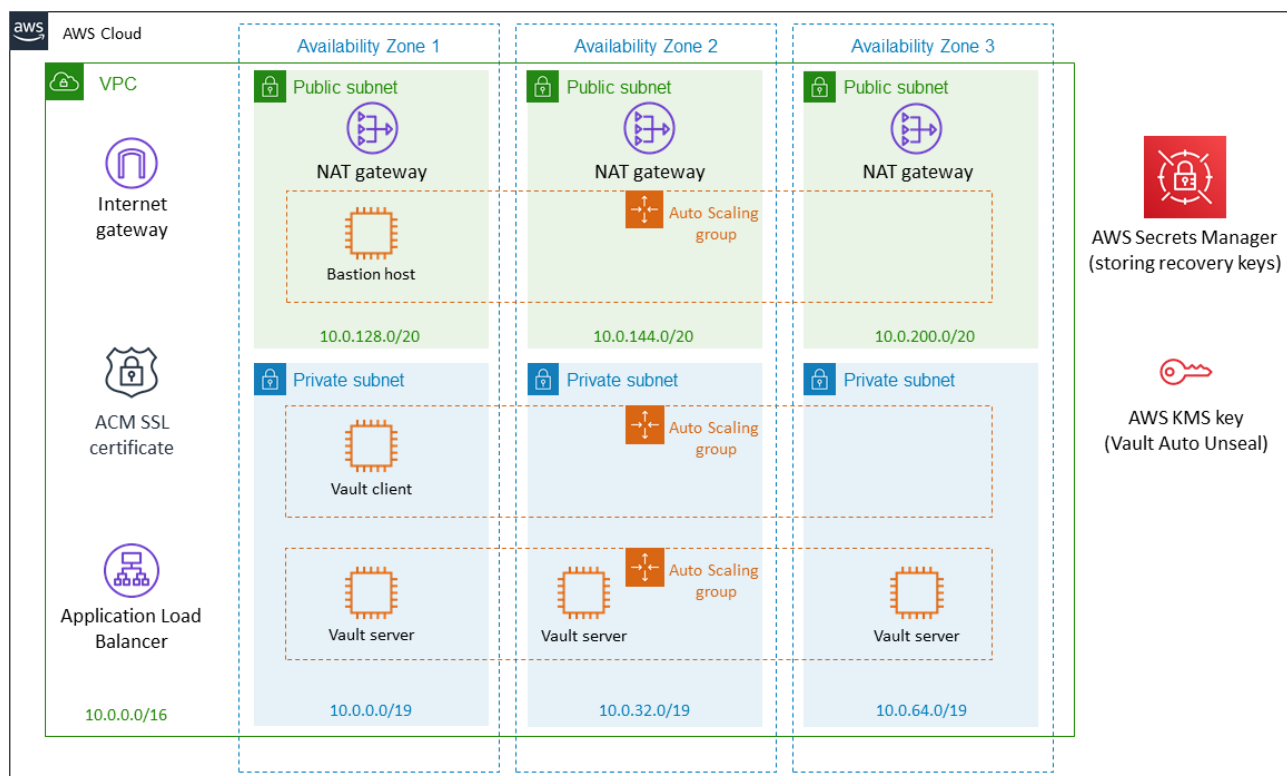 aws
AWS Cloud
Availability Zone 1
Availability Zone 2
Availability Zone 3
VPC
Public subnet
Public subnet
Public subnet
NAT gateway
NAT gateway
NAT gateway
Internet
gateway
Auto Scaling
group
Bastion host
AWS Secrets Manager
(storing recovery keys)
10.0.128.0/20
10.0.144.0/20
10.0.200.0/20
Private subnet
Private subnet
Private subnet
ACM SSL
certificate
Auto Scaling
group
Vault client
AWS KMS key
(Vault Auto Unseal)
Application Load
Balancer
Auto Scaling
group
Vault server
Vault server
Vault server
10.0.0.0/16
10.0.0.0/19
10.0.32.0/19
10.0.64.0/19